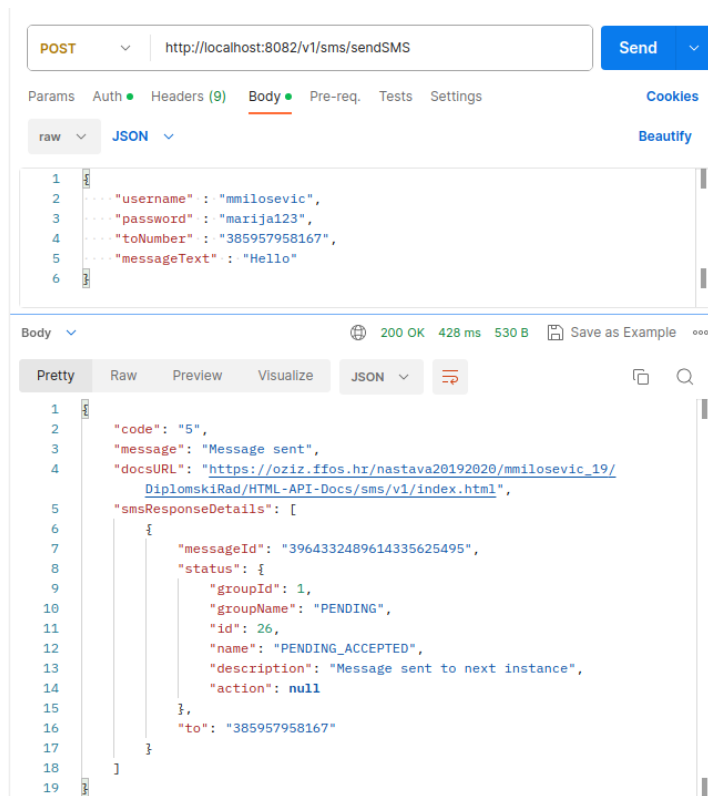 POST http://localhost:8082/v1/sms/sendSMS Send
Params Auth Headers (9) Body Pre-req. Tests Settings Cookies
raw JSON Beautify
1 {
2 "username" : "mmilosevic",
3 "password" : "marija123",
4 "toNumber" : "385957958167",
5 "messageText" : "Hello"
6 }
Body 200 OK 428 ms 530 B Save as Example
Pretty Raw Preview Visualize JSON
1 {
2 "code": "5",
3 "message": "Message sent",
4 "docsURL": "https://oziz.ffos.hr/nastava20192020/mmilosevic_19/
DiplomskiRad/HTML-API-Docs/sms/v1/index.html",
5 "smsResponseDetails": [
6 {
7 "messageId": "3964332489614335625495",
8 "status": {
9 "groupId": 1,
10 "groupName": "PENDING",
11 "id": 26,
12 "name": "PENDING_ACCEPTED",
13 "description": "Message sent to next instance",
14 "action": null
15 },
16 "to": "385957958167"
17 }
18 ]
19 }